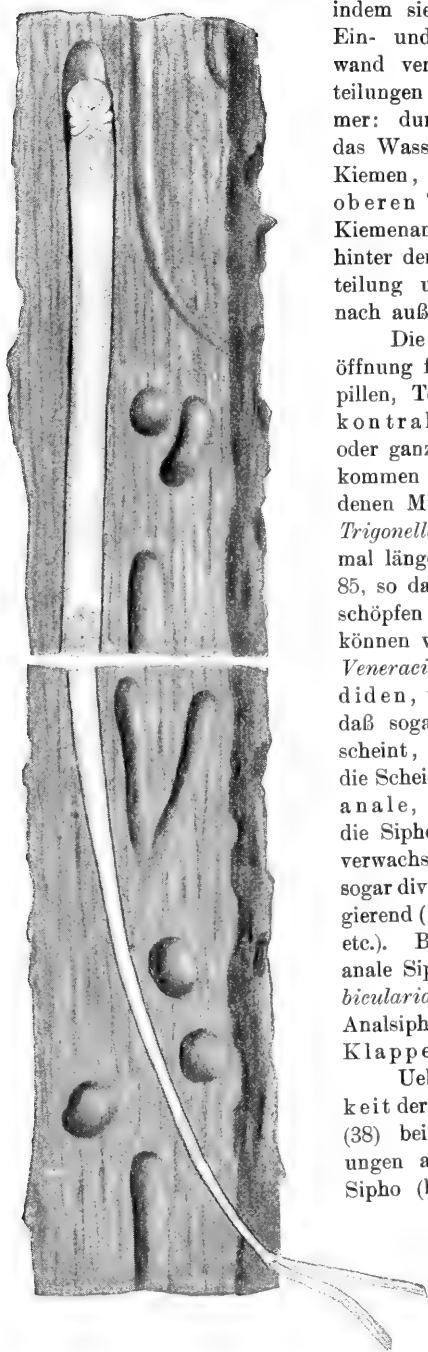 indem sie
Ein- und
wand ver
teilungen
mer: dur
das Wass
Kiemen,
oberen
Kiemenar
hinter der
teilung u
nach auß
Die
öffnung f
pillen, Te
kontral
oder ganz
kommen
denen M
Trigonell
mal länge
85, so da
schöpfen
können v
Veneraci
diden,
daß soga
scheint,
die Schei
anale,
die Sipho
verwachs
sogar div
gierend (
etc.). B
anale Sip
bicularia
Analsiph
Klappe
Ueb
keit der
(38) bei
ungen a
Sipho (